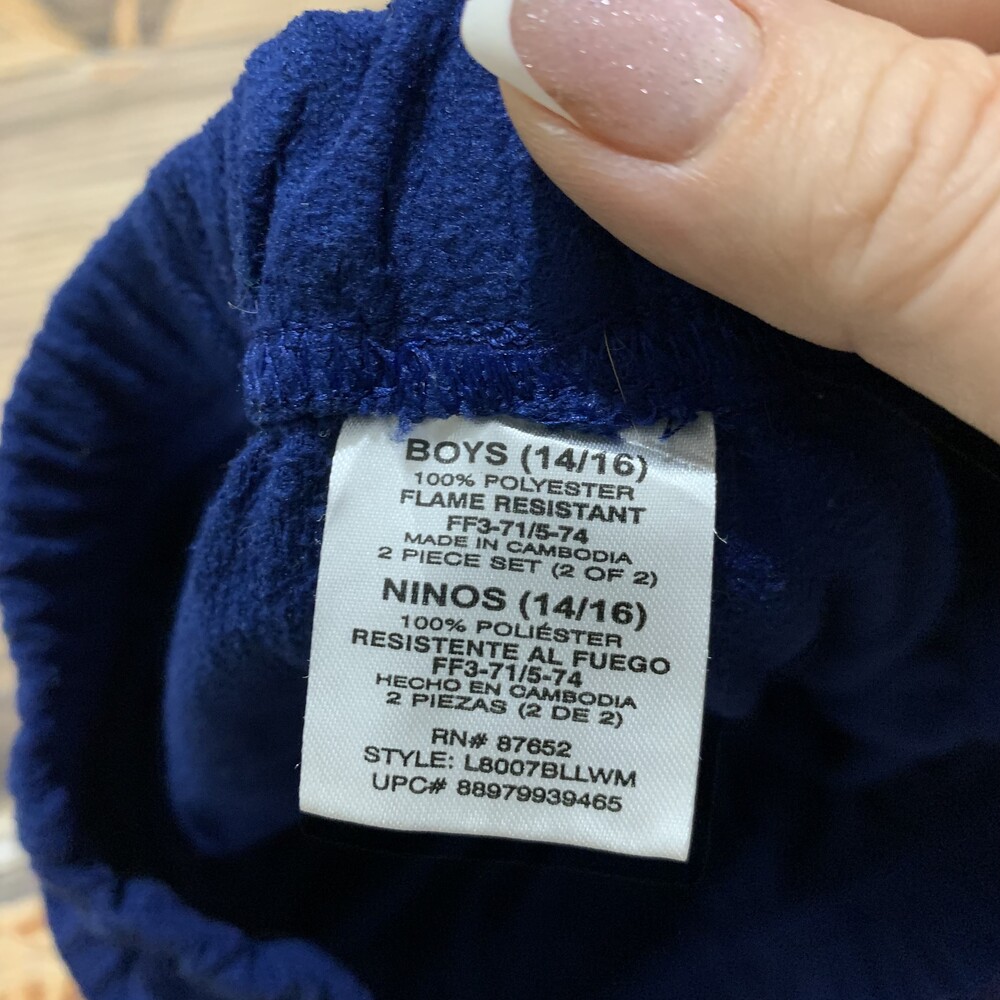 BOYS (14/16)
100% POLYESTER
FLAME RESISTANT
FF3-71/5-74
MADE IN CAMBODIA
2 PIECE SET (2 OF 2)
NINOS (14/16)
100% POLIÉSTER
RESISTENTE AL FUEGO
FF3-71/5-74
HECHO EN CAMBODIA
2 PIEZAS (2 DE 2)
RN# 87652
STYLE: L8007BLLWM
UPC# 88979939465